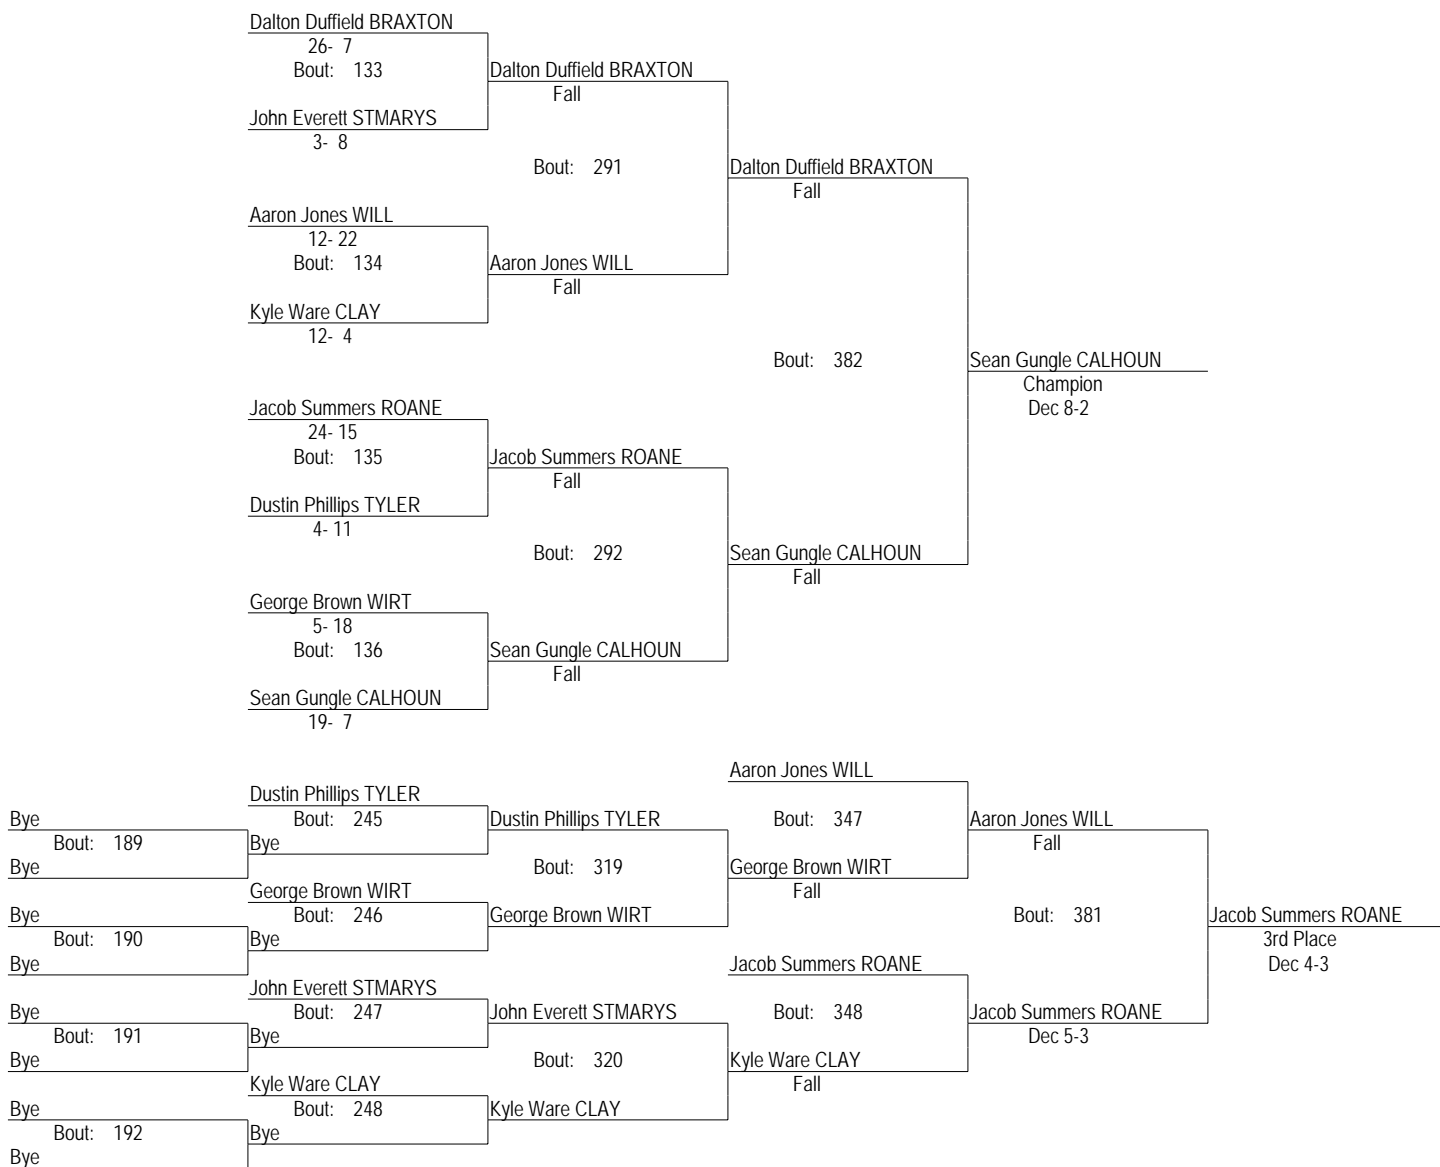 Dalton Duffield BRAXTON
26- 7
Bout: 133
Dalton Duffield BRAXTON
Fall
John Everett STMARYS
3- 8
Bout: 291
Dalton Duffield BRAXTON
Fall
Aaron Jones WILL
12- 22
Bout: 134
Aaron Jones WILL
Fall
Kyle Ware CLAY
12- 4
Bout: 382
Sean Gungle CALHOUN
Champion
Dec 8-2
Jacob Summers ROANE
24- 15
Bout: 135
Jacob Summers ROANE
Fall
Dustin Phillips TYLER
4- 11
Bout: 292
Sean Gungle CALHOUN
Fall
George Brown WIRT
5- 18
Bout: 136
Sean Gungle CALHOUN
Fall
Sean Gungle CALHOUN
19- 7
Aaron Jones WILL
Dustin Phillips TYLER
Bye
Bout: 245
Dustin Phillips TYLER
Bout: 347
Aaron Jones WILL
Bout: 189
Bye
Fall
Bye
Bout: 319
George Brown WIRT
Fall
George Brown WIRT
Bye
Bout: 246
George Brown WIRT
Bout: 381
Jacob Summers ROANE
Bout: 190
Bye
3rd Place
Bye
Jacob Summers ROANE
Dec 4-3
John Everett STMARYS
Bye
Bout: 247
John Everett STMARYS
Bout: 348
Jacob Summers ROANE
Bout: 191
Bye
Dec 5-3
Bye
Bout: 320
Kyle Ware CLAY
Fall
Kyle Ware CLAY
Bye
Bout: 248
Kyle Ware CLAY
Bout: 192
Bye
Bye